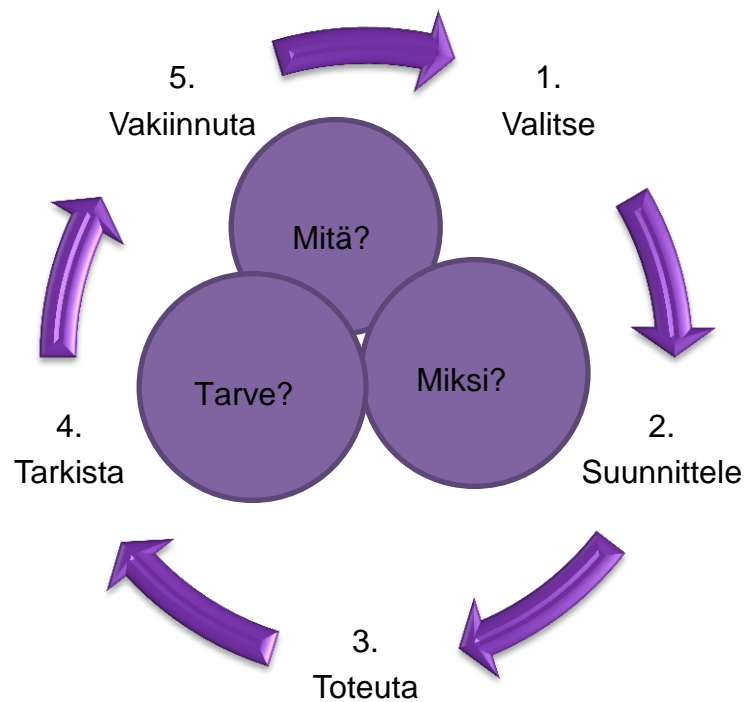 1.
Valitse
2.
Suunnittele
3.
Toteuta
4.
Tarkista
5.
Vakiinnuta
Mitä?
Miksi?
Tarve?